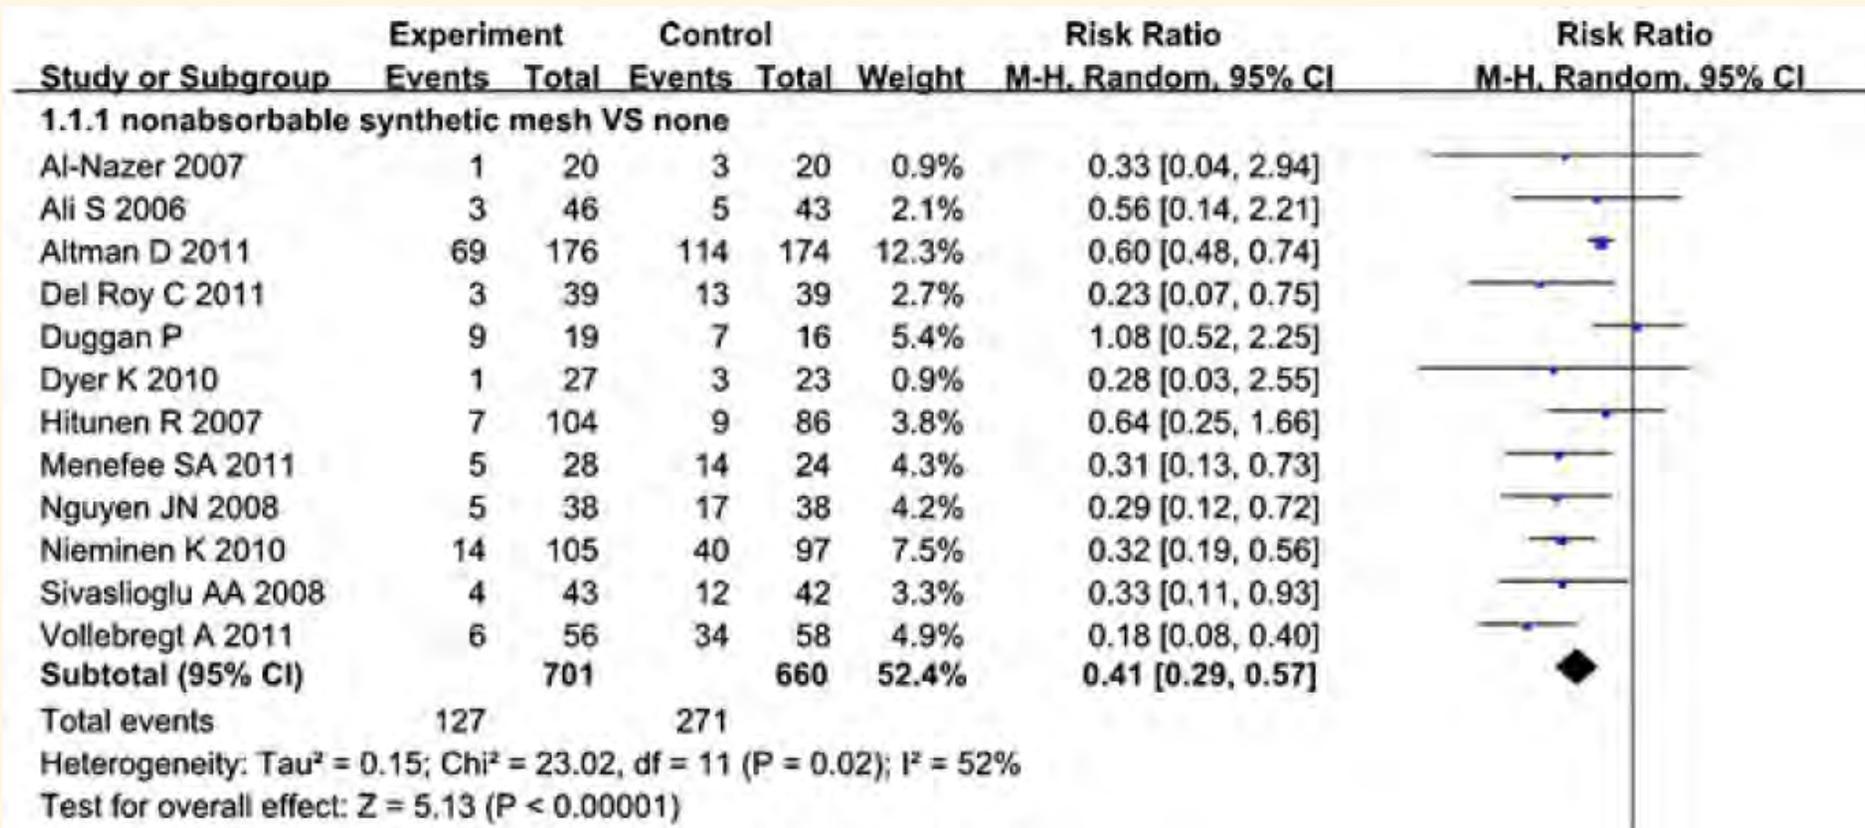 Experiment Control Risk Ratio Risk Ratio
Study or Subgroup Events Total Events Total Weight M-H, Random, 95% CI M-H, Random, 95% CI
1.1.1 nonabsorbable synthetic mesh VS none
Al-Nazer 2007 1 20 3 20 0.9% 0.33 [0.04, 2.94]
Ali S 2006 3 46 5 43 2.1% 0.56 [0.14, 2.21]
Altman D 2011 69 176 114 174 12.3% 0.60 [0.48, 0.74]
Del Roy C 2011 3 39 13 39 2.7% 0.23 [0.07, 0.75]
Duggan P 9 19 7 16 5.4% 1.08 [0.52, 2.25]
Dyer K 2010 1 27 3 23 0.9% 0.28 [0.03, 2.55]
Hitunen R 2007 7 104 9 86 3.8% 0.64 [0.25, 1.66]
Menefee SA 2011 5 28 14 24 4.3% 0.31 [0.13, 0.73]
Nguyen JN 2008 5 38 17 38 4.2% 0.29 [0.12, 0.72]
Nieminen K 2010 14 105 40 97 7.5% 0.32 [0.19, 0.56]
Sivaslioglu AA 2008 4 43 12 42 3.3% 0.33 [0.11, 0.93]
Vollebregt A 2011 6 56 34 58 4.9% 0.18 [0.08, 0.40]
Subtotal (95% CI) 701 660 52.4% 0.41 [0.29, 0.57]
Total events 127 271
Heterogeneity: Tau² = 0.15; Chi² = 23.02, df = 11 (P = 0.02); I² = 52%
Test for overall effect: Z = 5.13 (P < 0.00001)